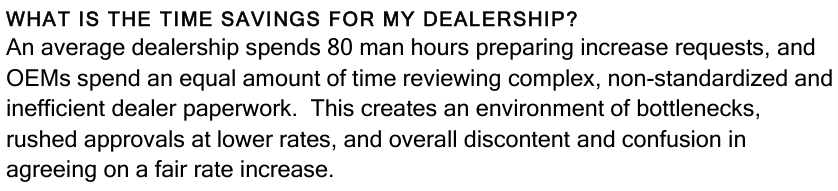 WHAT IS THE TIME SAVINGS FOR MY DEALERSHIP?
An average dealership spends 80 man hours preparing increase requests, and
OEMs spend an equal amount of time reviewing complex, non-standardized and
inefficient dealer paperwork.  This creates an environment of bottlenecks,
rushed approvals at lower rates, and overall discontent and confusion in
agreeing on a fair rate increase.